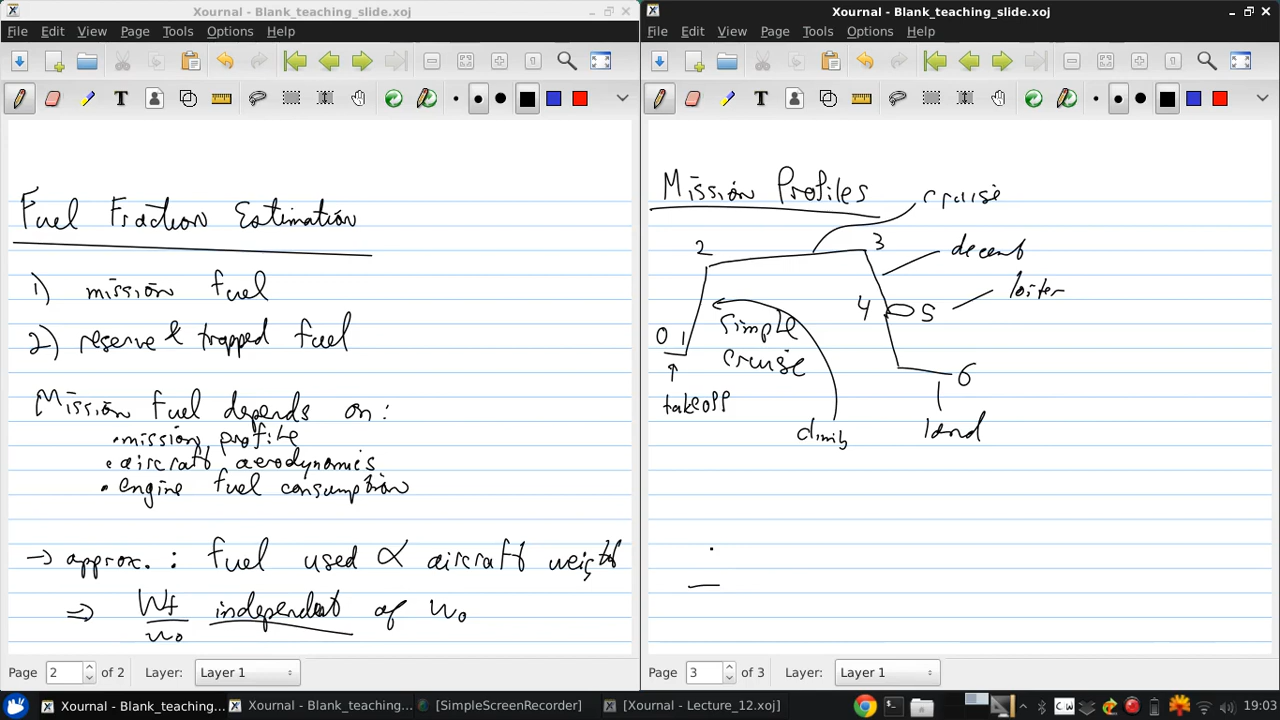 Xournal - Blank_teaching_slide.xoj
File Edit View Page Tools Options Help
Fuel Fraction Estimation
1) mission fuel
2) reserve & trapped fuel
Mission fuel depends on:
• mission profile
• aircraft aerodynamics
• engine fuel consumption
→ approx. : fuel used ∝ aircraft weight
⇒ Wf/W0 independent of W0
Page 2 of 2 Layer: Layer 1
Xournal - Blank_teaching_slide.xoj
File Edit View Page Tools Options Help
Mission Profiles
cruise
2 3
decent
loiter
4 5
0 1
simple
cruise
6
takeoff
climb
land
Page 3 of 3 Layer: Layer 1
Xournal - Blank_teaching... Xournal - Blank_teaching_... [SimpleScreenRecorder] [Xournal - Lecture_12.xoj] 19:03